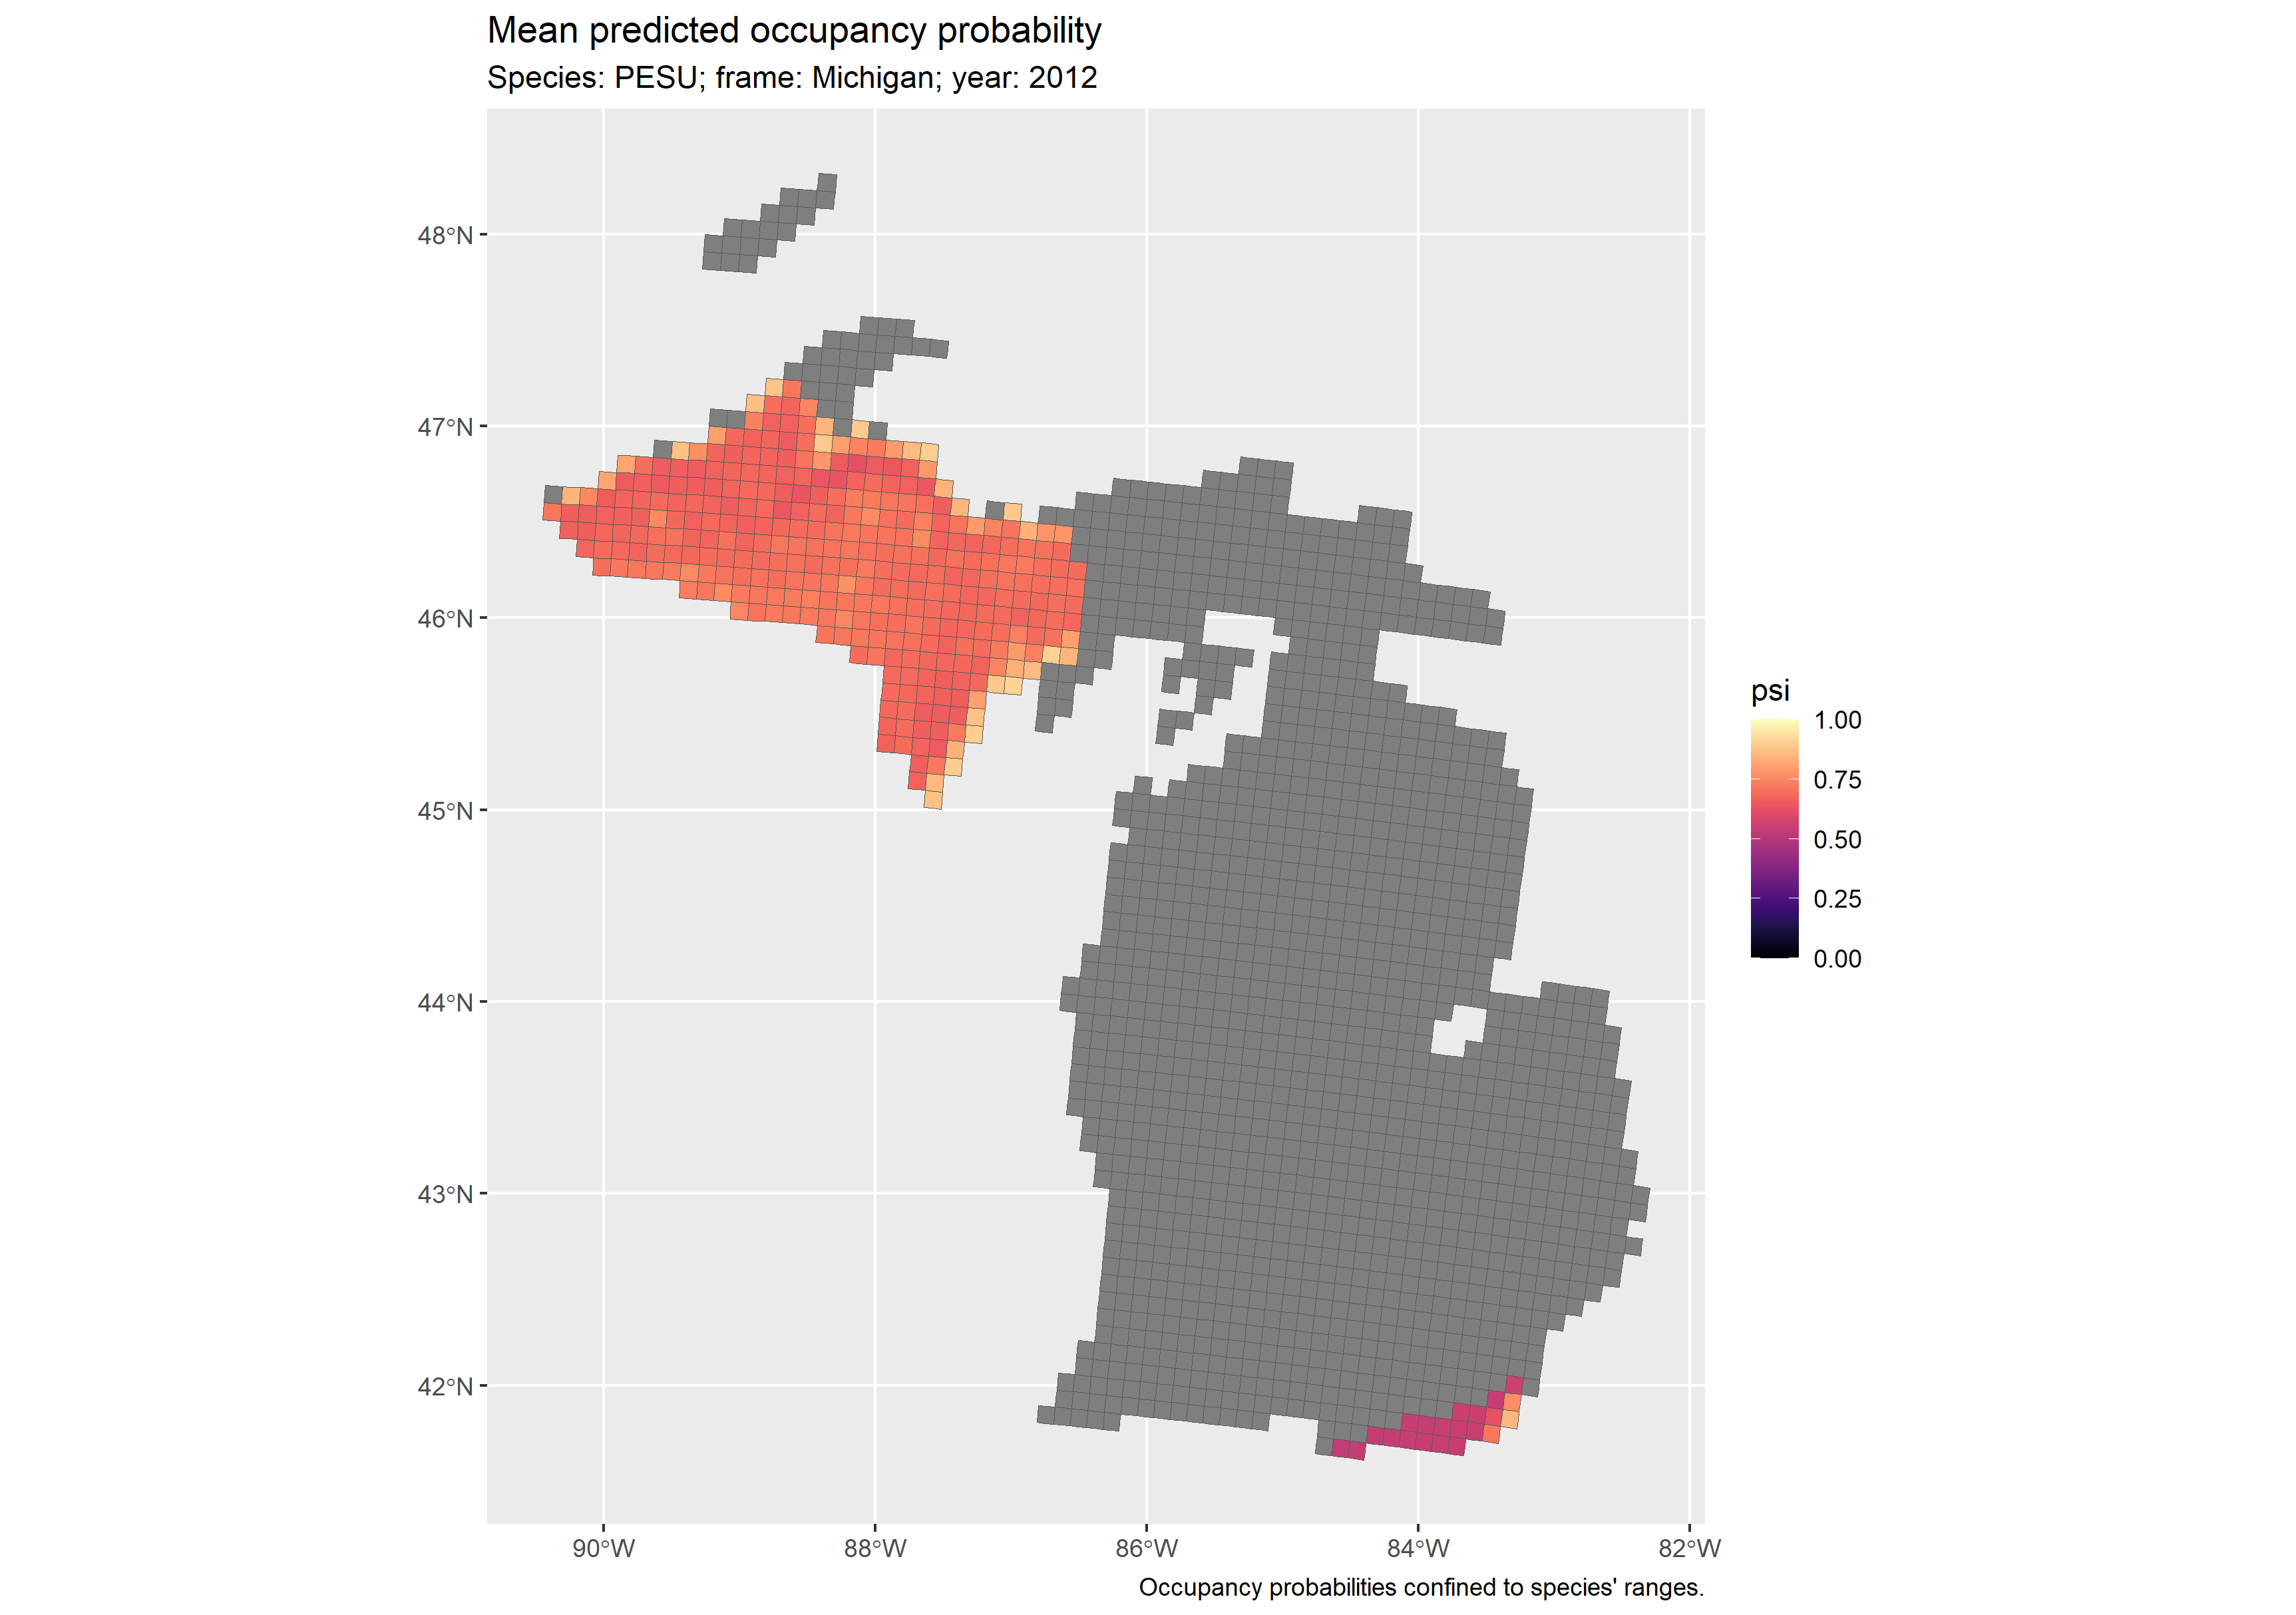 Mean predicted occupancy probability
Species: PESU; frame: Michigan; year: 2012
48°N
47°N
46°N
45°N
44°N
43°N
42°N
90°W
88°W
86°W
84°W
82°W
psi
1.00
0.75
0.50
0.25
0.00
Occupancy probabilities confined to species' ranges.